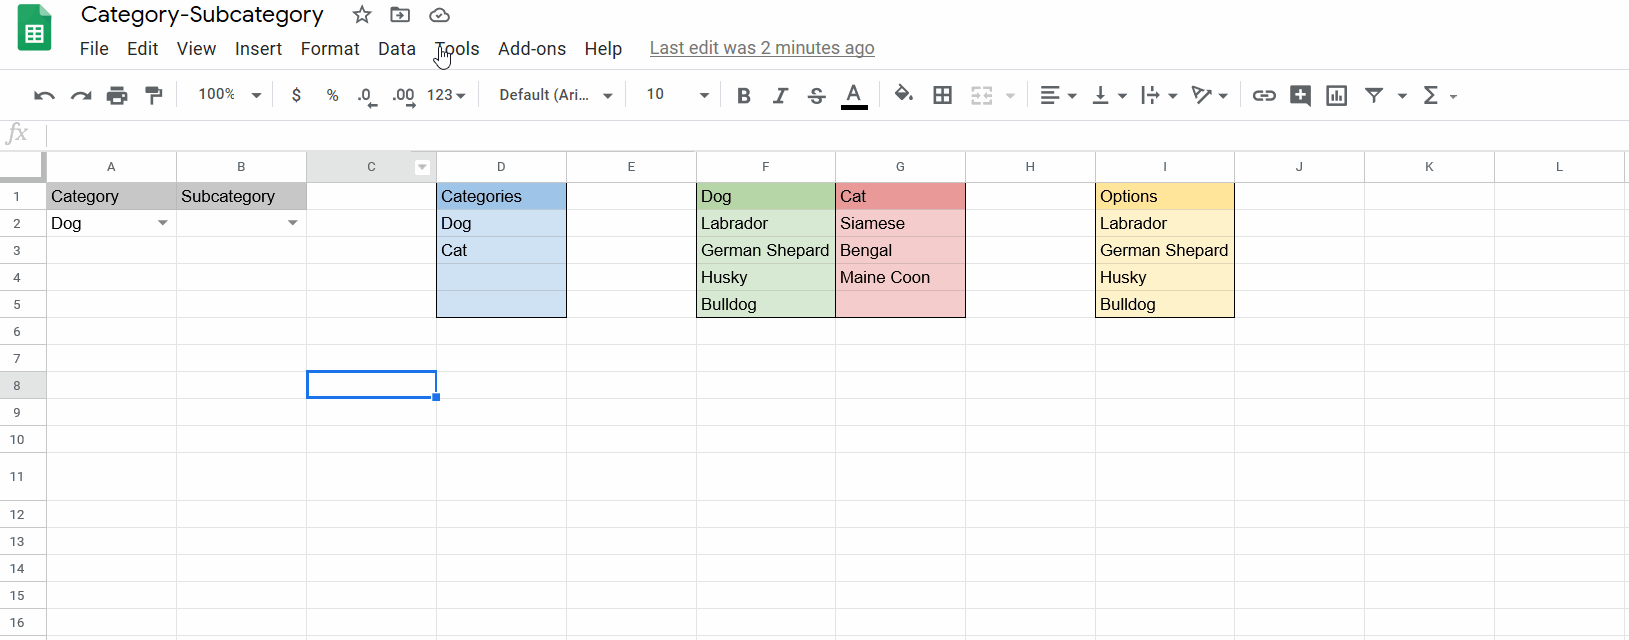 Category-Subcategory
File Edit View Insert Format Data Tools Add-ons Help Last edit was 2 minutes ago
100% $ % .0 .00 123 Default (Ari... 10 B I S A Σ
fx
A B C D E F G H I J K L
1 Category Subcategory Categories Dog Cat Options
2 Dog Dog Labrador Siamese Labrador
3 Cat German Shepard Bengal German Shepard
4 Husky Maine Coon Husky
5 Bulldog Bulldog
6
7
8
9
10
11
12
13
14
15
16